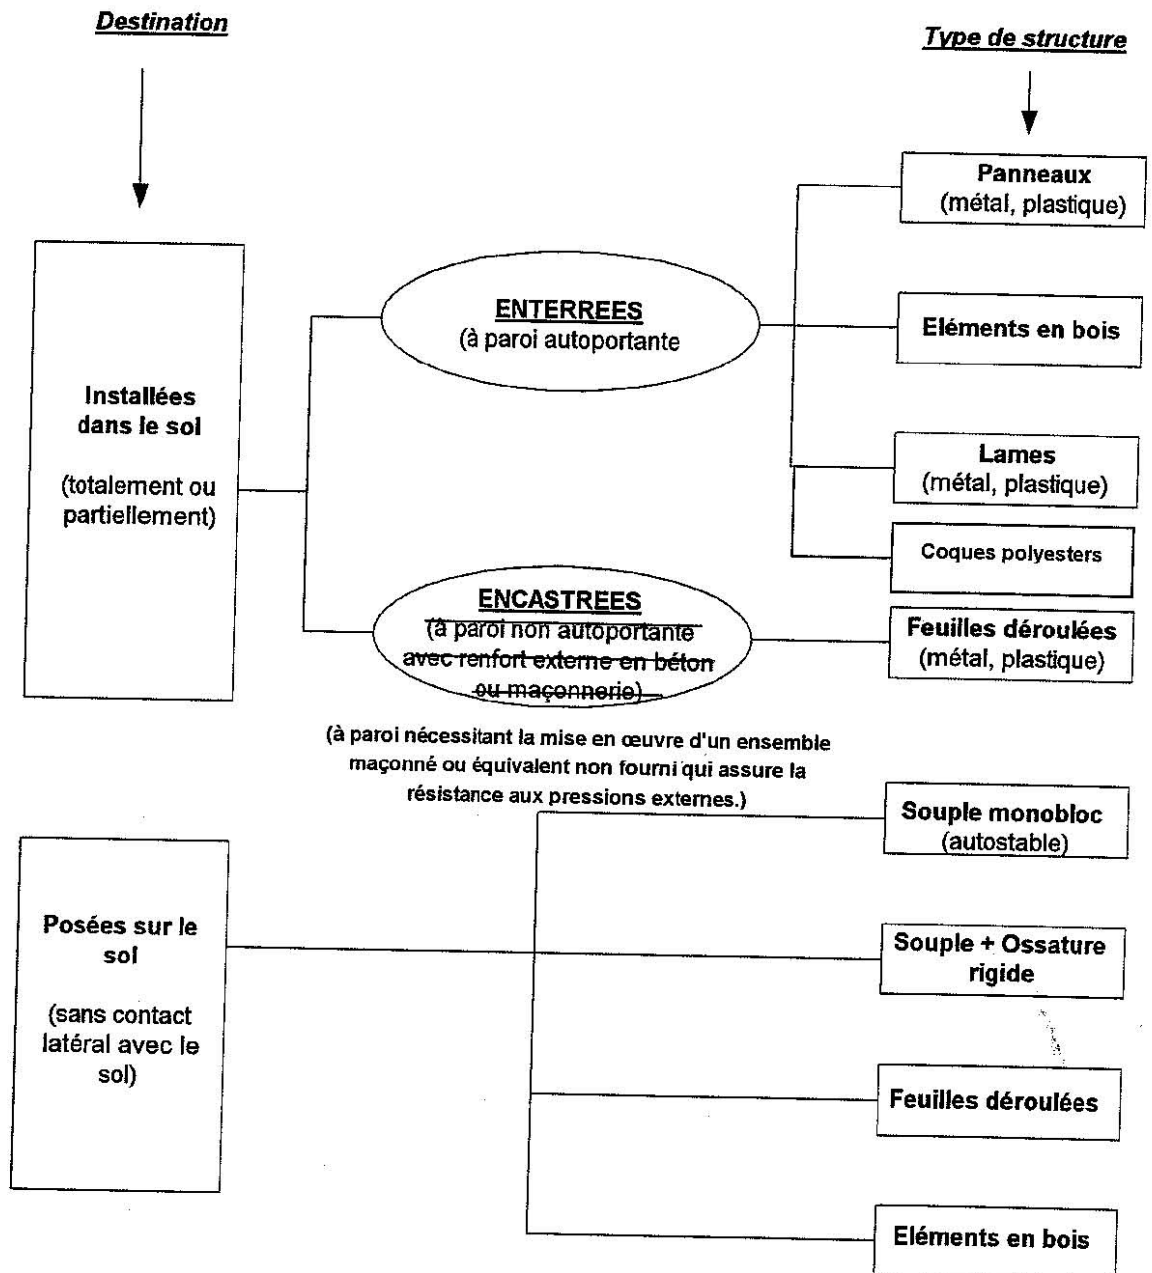 Destination
Type de structure
Panneaux
(métal, plastique)
ENTERREES
(à paroi autoportante
Eléments en bois
Installées
dans le sol
(totalement ou
partiellement)
Lames
(métal, plastique)
Coques polyesters
ENCASTREES
(à paroi non autoportante
avec renfort externe en béton
ou maçonnerie)
Feuilles déroulées
(métal, plastique)
(à paroi nécessitant la mise en œuvre d'un ensemble
maçonné ou équivalent non fourni qui assure la
résistance aux pressions externes.)
Souple monobloc
(autostable)
Posées sur le
sol
(sans contact
latéral avec le
sol)
Souple + Ossature
rigide
Feuilles déroulées
Eléments en bois